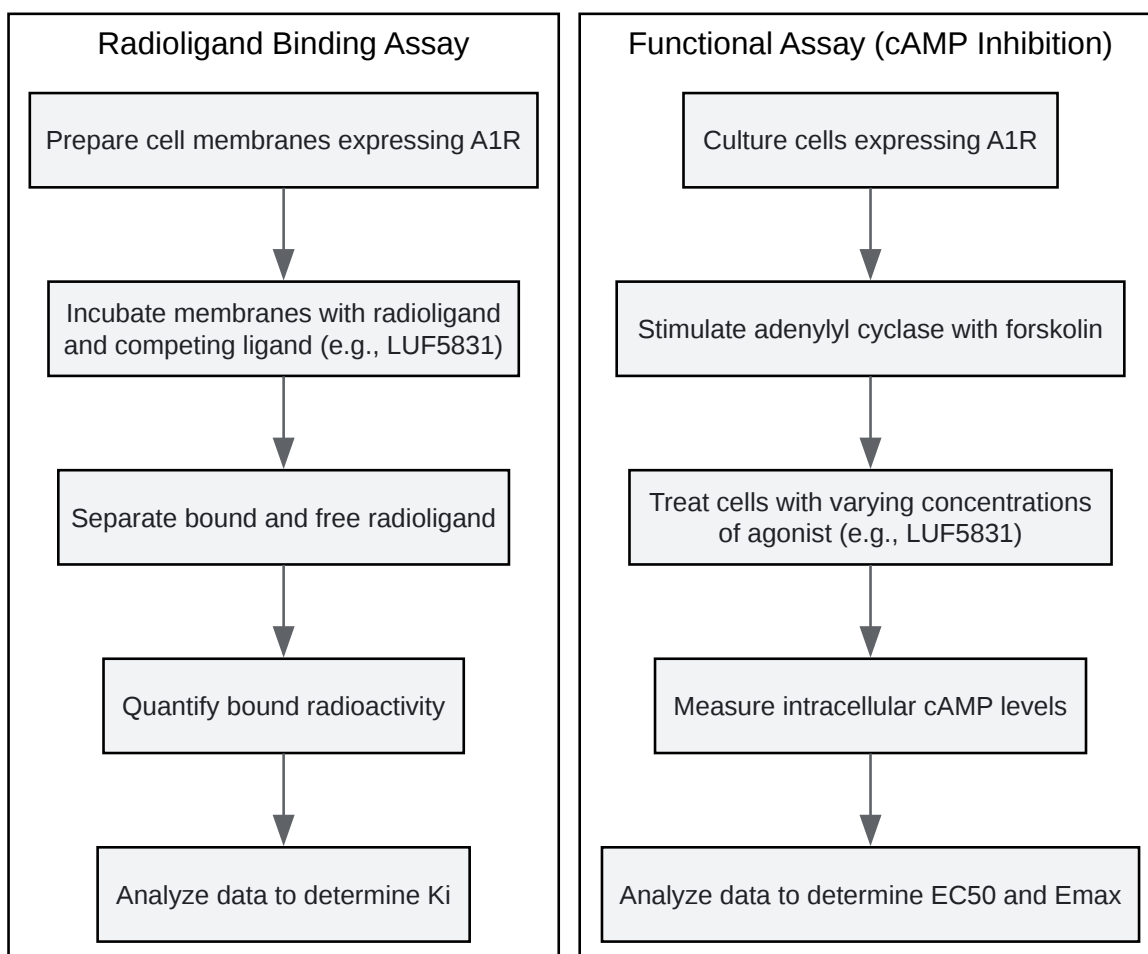 Radioligand Binding Assay
Prepare cell membranes expressing A1R
Incubate membranes with radioligand
and competing ligand (e.g., LUF5831)
Separate bound and free radioligand
Quantify bound radioactivity
Analyze data to determine Ki
Functional Assay (cAMP Inhibition)
Culture cells expressing A1R
Stimulate adenylyl cyclase with forskolin
Treat cells with varying concentrations
of agonist (e.g., LUF5831)
Measure intracellular cAMP levels
Analyze data to determine EC50 and Emax